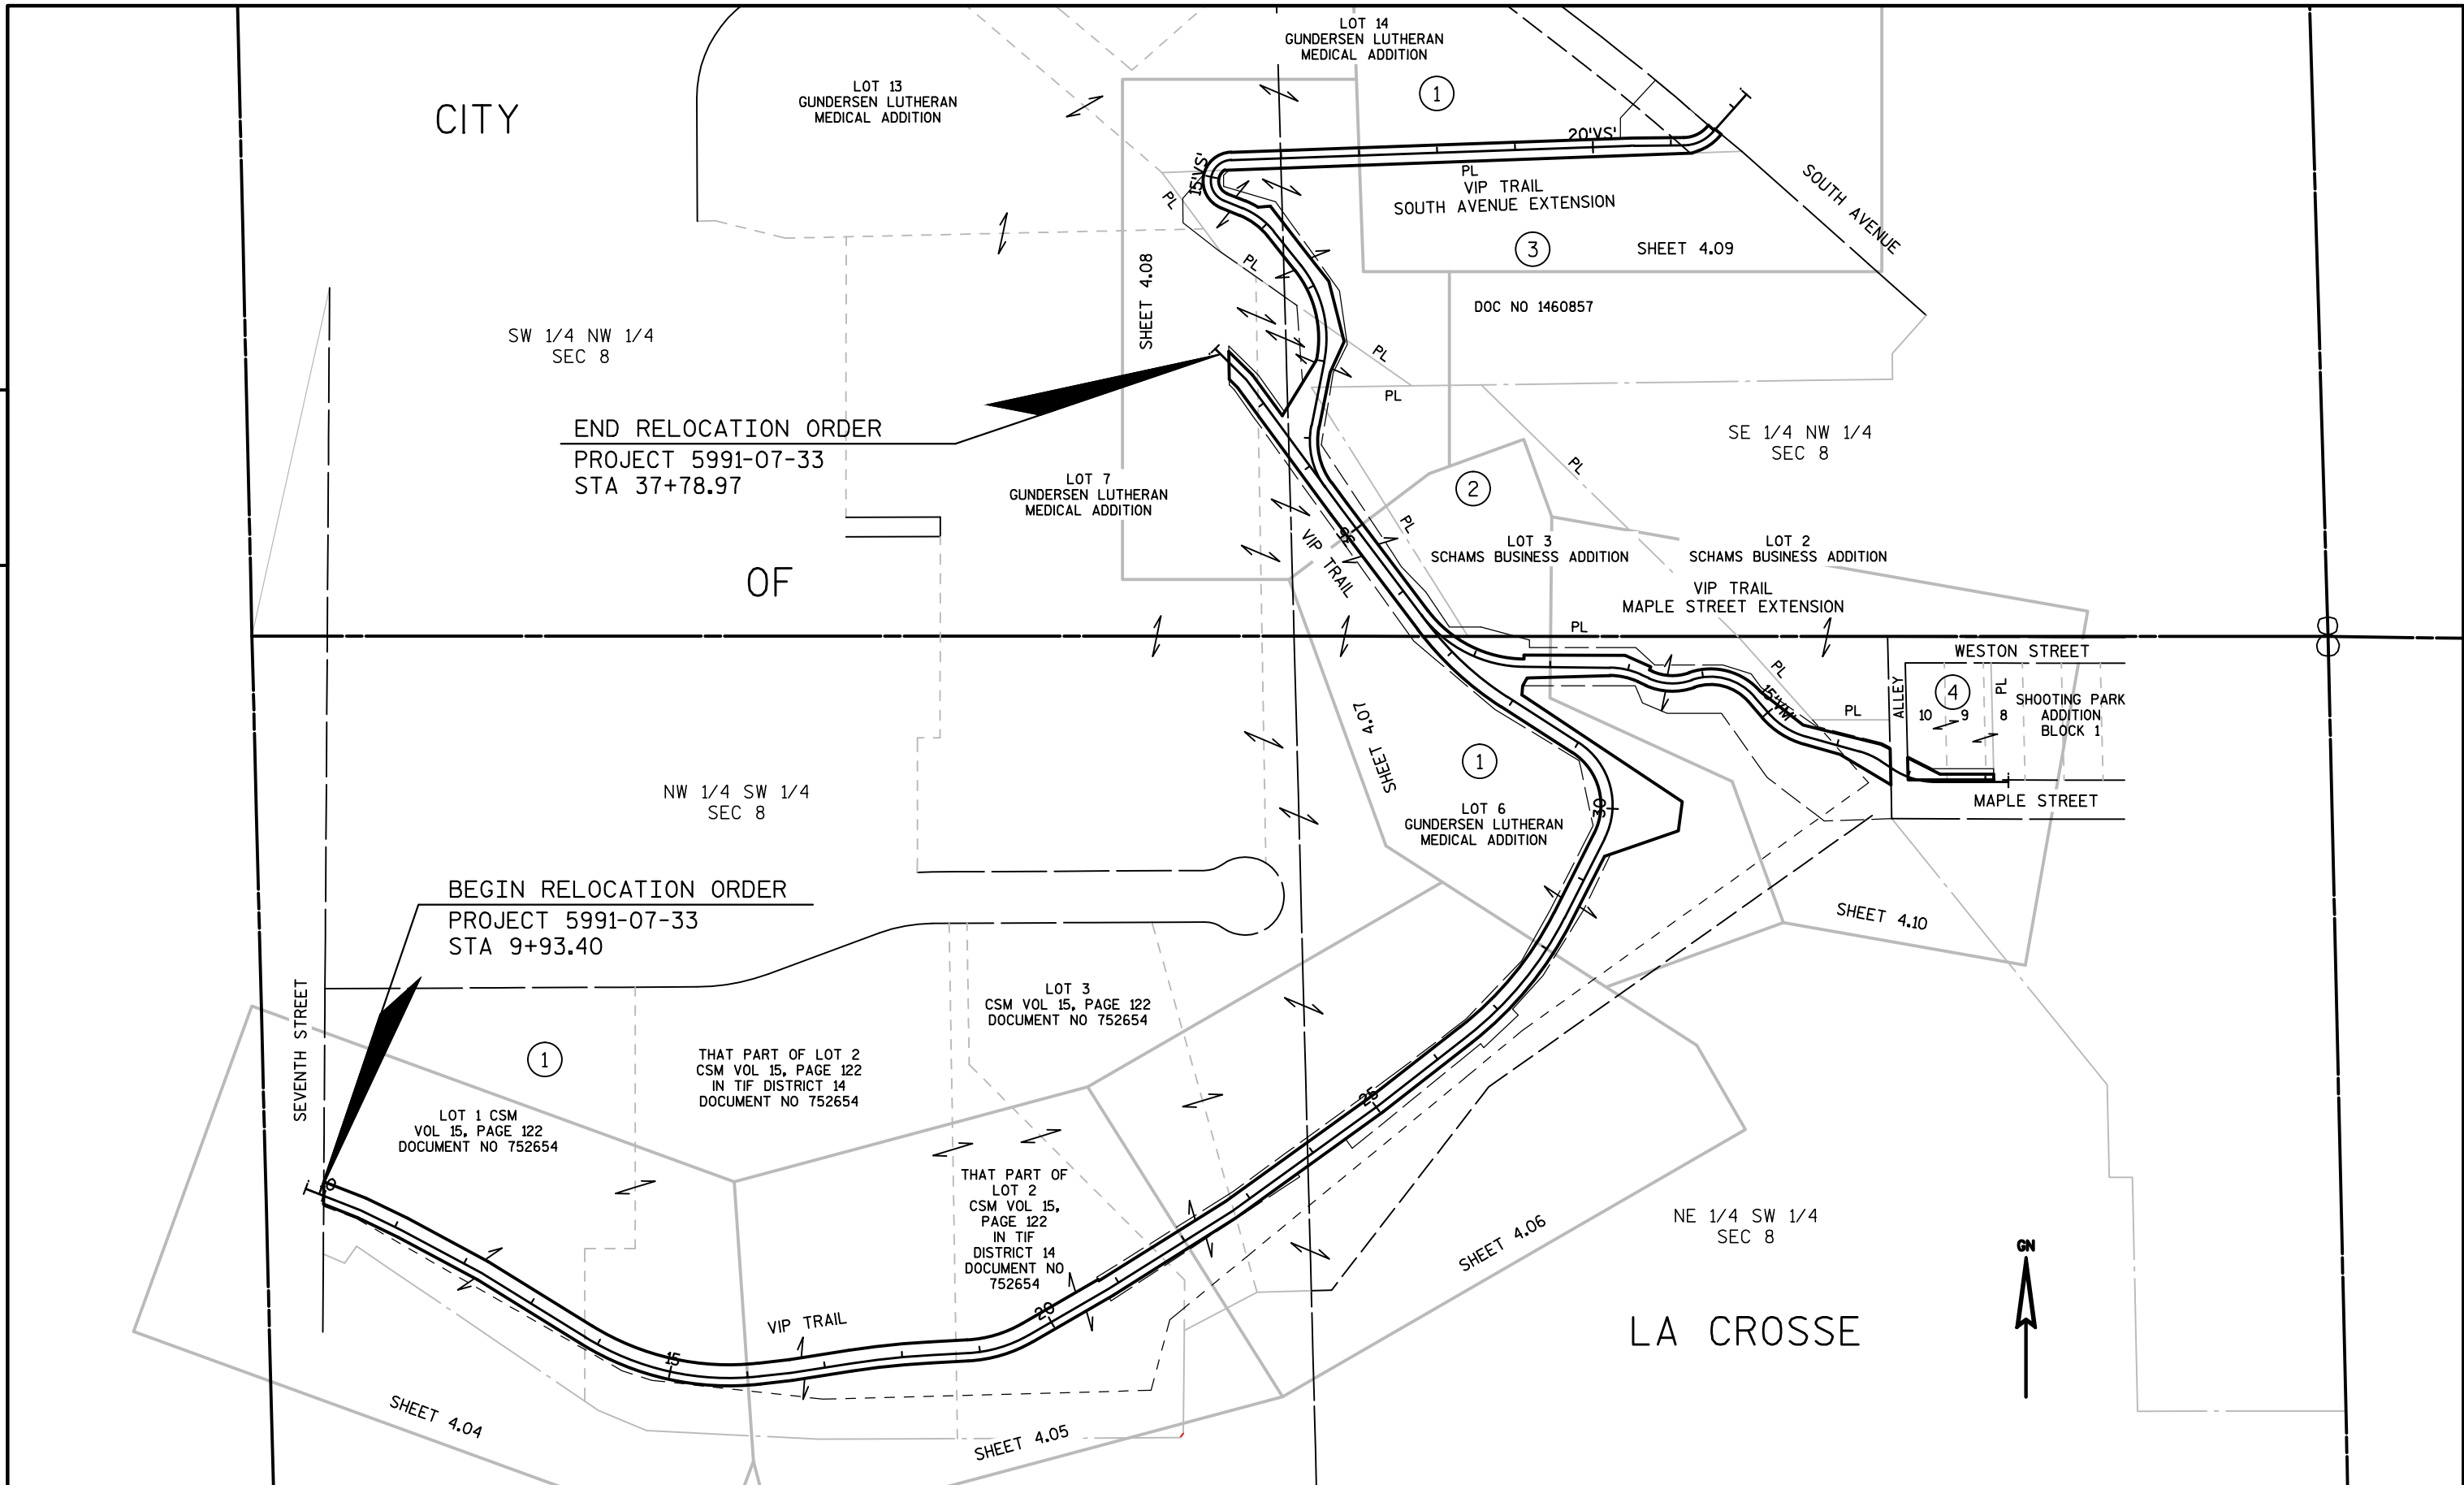 LOT 14
GUNDERSEN LUTHERAN
MEDICAL ADDITION
CITY
LOT 13
GUNDERSEN LUTHERAN
MEDICAL ADDITION
1
20'VS'
15'VS'
PL
PL
VIP TRAIL
SOUTH AVENUE EXTENSION
SOUTH AVENUE
3
SHEET 4.09
SHEET 4.08
PL
DOC NO 1460857
SW 1/4 NW 1/4
SEC 8
PL
PL
END RELOCATION ORDER
PROJECT 5991-07-33
STA 37+78.97
SE 1/4 NW 1/4
SEC 8
PL
LOT 7
GUNDERSEN LUTHERAN
MEDICAL ADDITION
2
PL
35
VIP TRAIL
LOT 3
SCHAMS BUSINESS ADDITION
LOT 2
SCHAMS BUSINESS ADDITION
OF
VIP TRAIL
MAPLE STREET EXTENSION
PL
8
WESTON STREET
PL
15'VM'
PL
ALLEY
4
PL
10
9
8
SHOOTING PARK
ADDITION
BLOCK 1
MAPLE STREET
SHEET 4.07
1
LOT 6
GUNDERSEN LUTHERAN
MEDICAL ADDITION
30
NW 1/4 SW 1/4
SEC 8
BEGIN RELOCATION ORDER
PROJECT 5991-07-33
STA 9+93.40
SHEET 4.10
SEVENTH STREET
LOT 3
CSM VOL 15, PAGE 122
DOCUMENT NO 752654
1
THAT PART OF LOT 2
CSM VOL 15, PAGE 122
IN TIF DISTRICT 14
DOCUMENT NO 752654
25
LOT 1 CSM
VOL 15, PAGE 122
DOCUMENT NO 752654
10
THAT PART OF
LOT 2
CSM VOL 15,
PAGE 122
IN TIF
DISTRICT 14
DOCUMENT NO
752654
NE 1/4 SW 1/4
SEC 8
SHEET 4.06
GN
20
VIP TRAIL
LA CROSSE
15
SHEET 4.04
SHEET 4.05